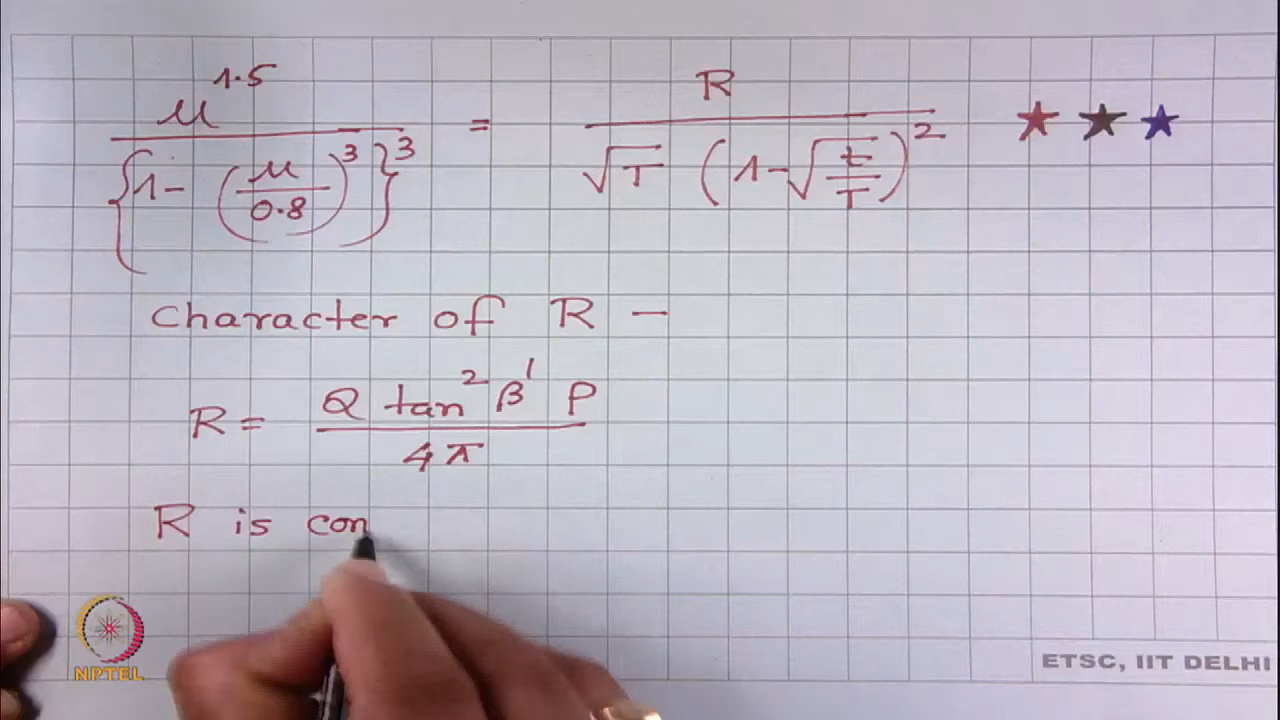 μ^1.5 / {1 - (μ/0.8)^3}^3 = R / √T (1 - √(t/T))^2 ★ ★ ★
Character of R -
R = Q tan^2 β' P / 4π
R is con
NPTEL
ETSC, IIT DELHI